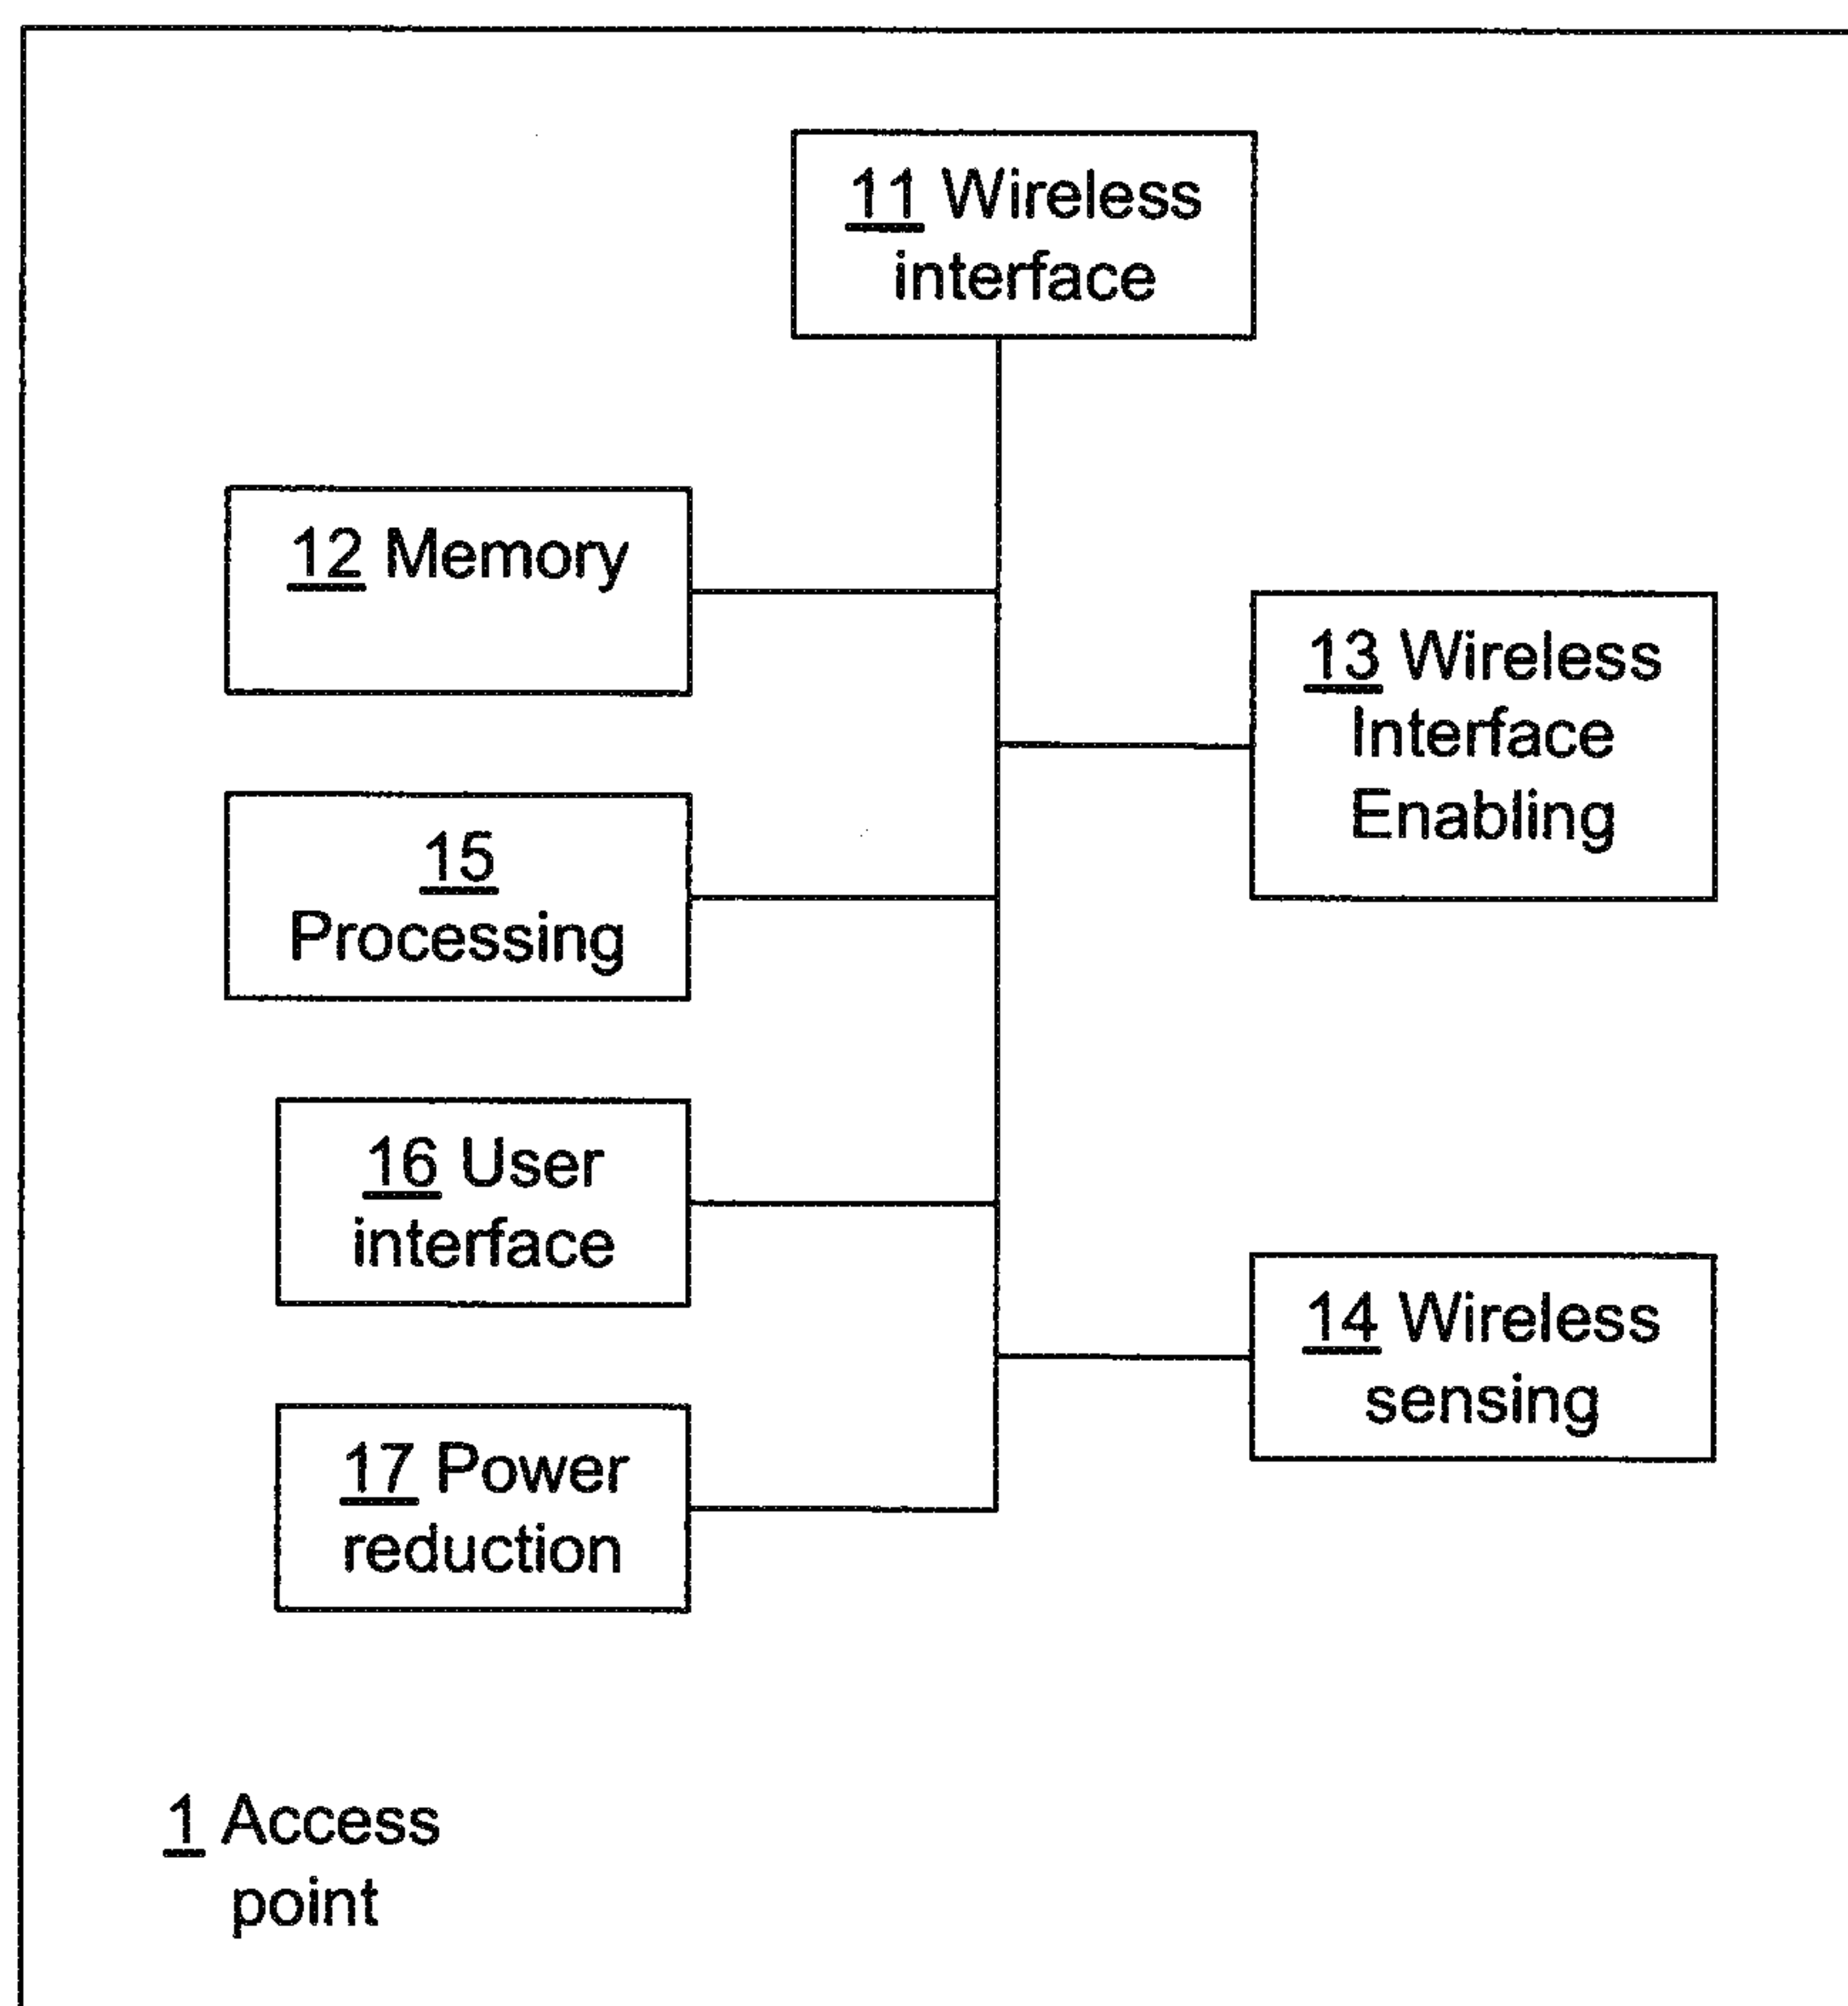 11 Wireless
interface
12 Memory
13 Wireless
Interface
Enabling
15
Processing
16 User
interface
14 Wireless
sensing
17 Power
reduction
1 Access
point